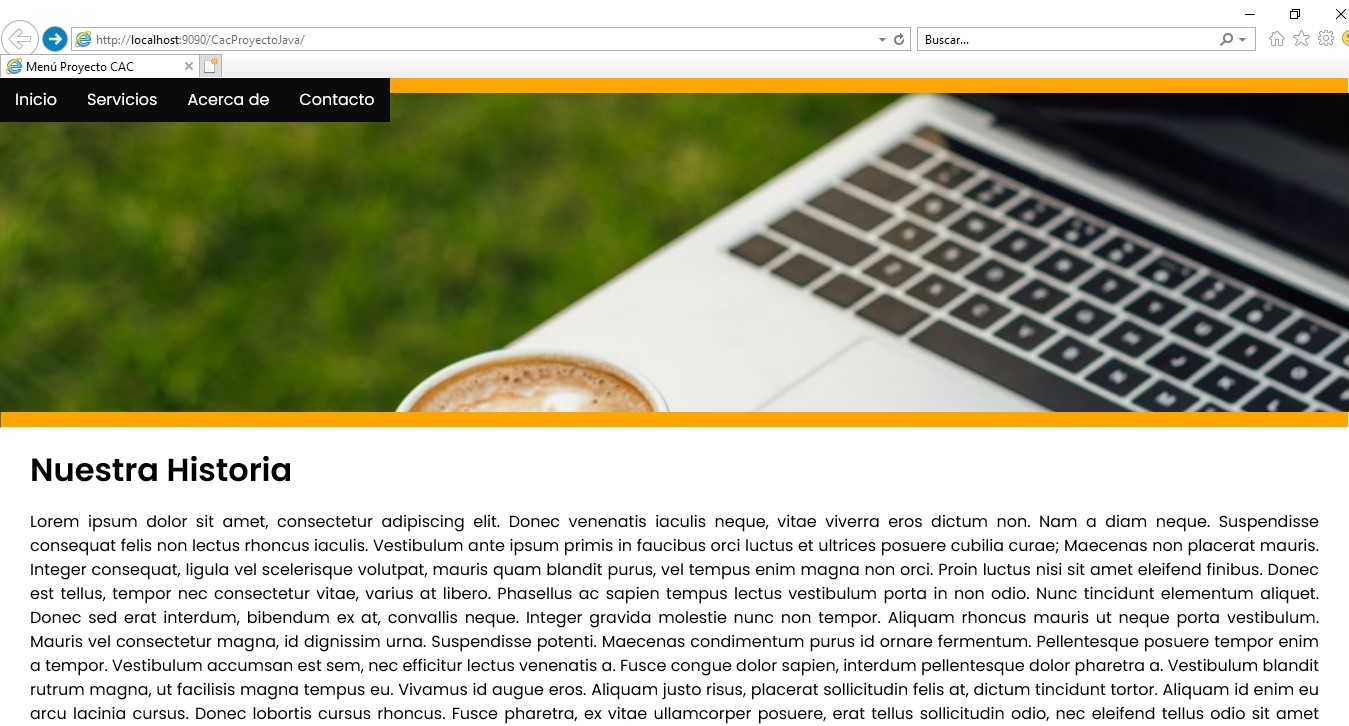 http://localhost:9090/CacProyectoJava/
Buscar...
Menú Proyecto CAC
Inicio Servicios Acerca de Contacto
Nuestra Historia
Lorem ipsum dolor sit amet, consectetur adipiscing elit. Donec venenatis iaculis neque, vitae viverra eros dictum non. Nam a diam neque. Suspendisse
consequat felis non lectus rhoncus iaculis. Vestibulum ante ipsum primis in faucibus orci luctus et ultrices posuere cubilia curae; Maecenas non placerat mauris.
Integer consequat, ligula vel scelerisque volutpat, mauris quam blandit purus, vel tempus enim magna non orci. Proin luctus nisi sit amet eleifend finibus. Donec
est tellus, tempor nec consectetur vitae, varius at libero. Phasellus ac sapien tempus lectus vestibulum porta in non odio. Nunc tincidunt elementum aliquet.
Donec sed erat interdum, bibendum ex at, convallis neque. Integer gravida molestie nunc non tempor. Aliquam rhoncus mauris ut neque porta vestibulum.
Mauris vel consectetur magna, id dignissim urna. Suspendisse potenti. Maecenas condimentum purus id ornare fermentum. Pellentesque posuere tempor enim
a tempor. Vestibulum accumsan est sem, nec efficitur lectus venenatis a. Fusce congue dolor sapien, interdum pellentesque dolor pharetra a. Vestibulum blandit
rutrum magna, ut facilisis magna tempus eu. Vivamus id augue eros. Aliquam justo risus, placerat sollicitudin felis at, dictum tincidunt tortor. Aliquam id enim eu
arcu lacinia cursus. Donec lobortis cursus rhoncus. Fusce pharetra, ex vitae ullamcorper posuere, erat tellus sollicitudin odio, nec eleifend tellus odio sit amet